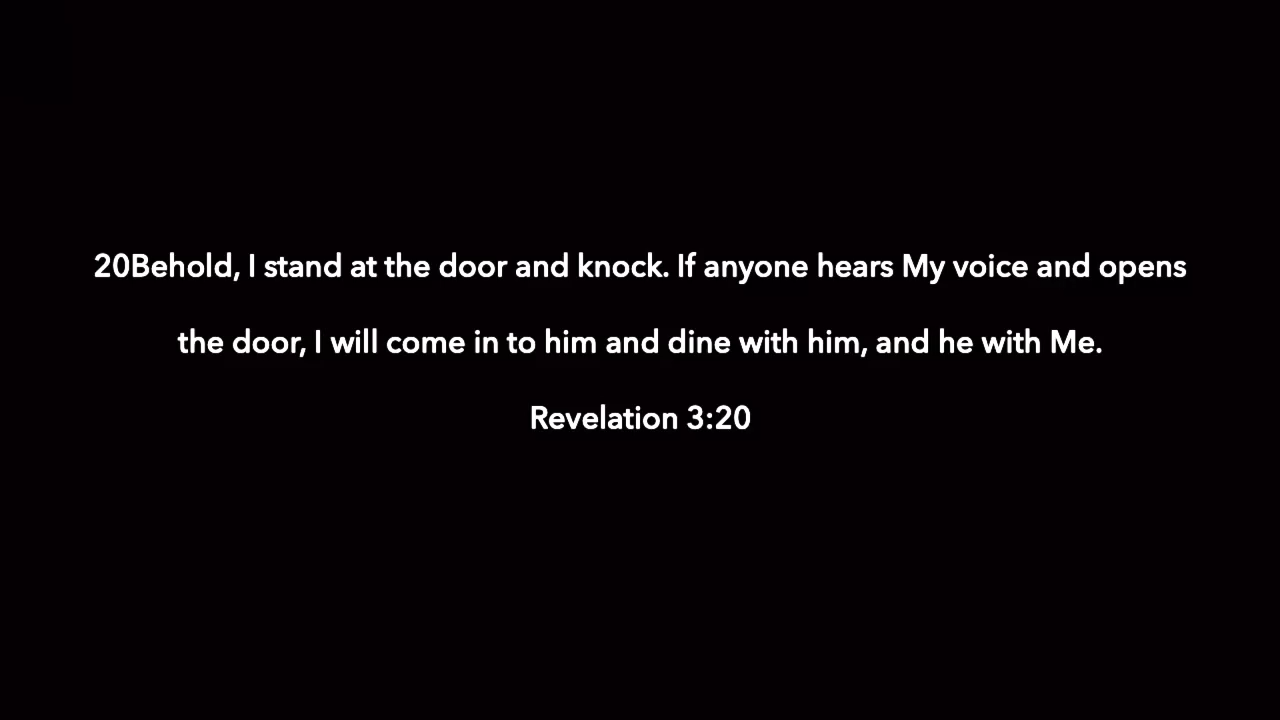 20Behold, I stand at the door and knock. If anyone hears My voice and opens
the door, I will come in to him and dine with him, and he with Me.
Revelation 3:20